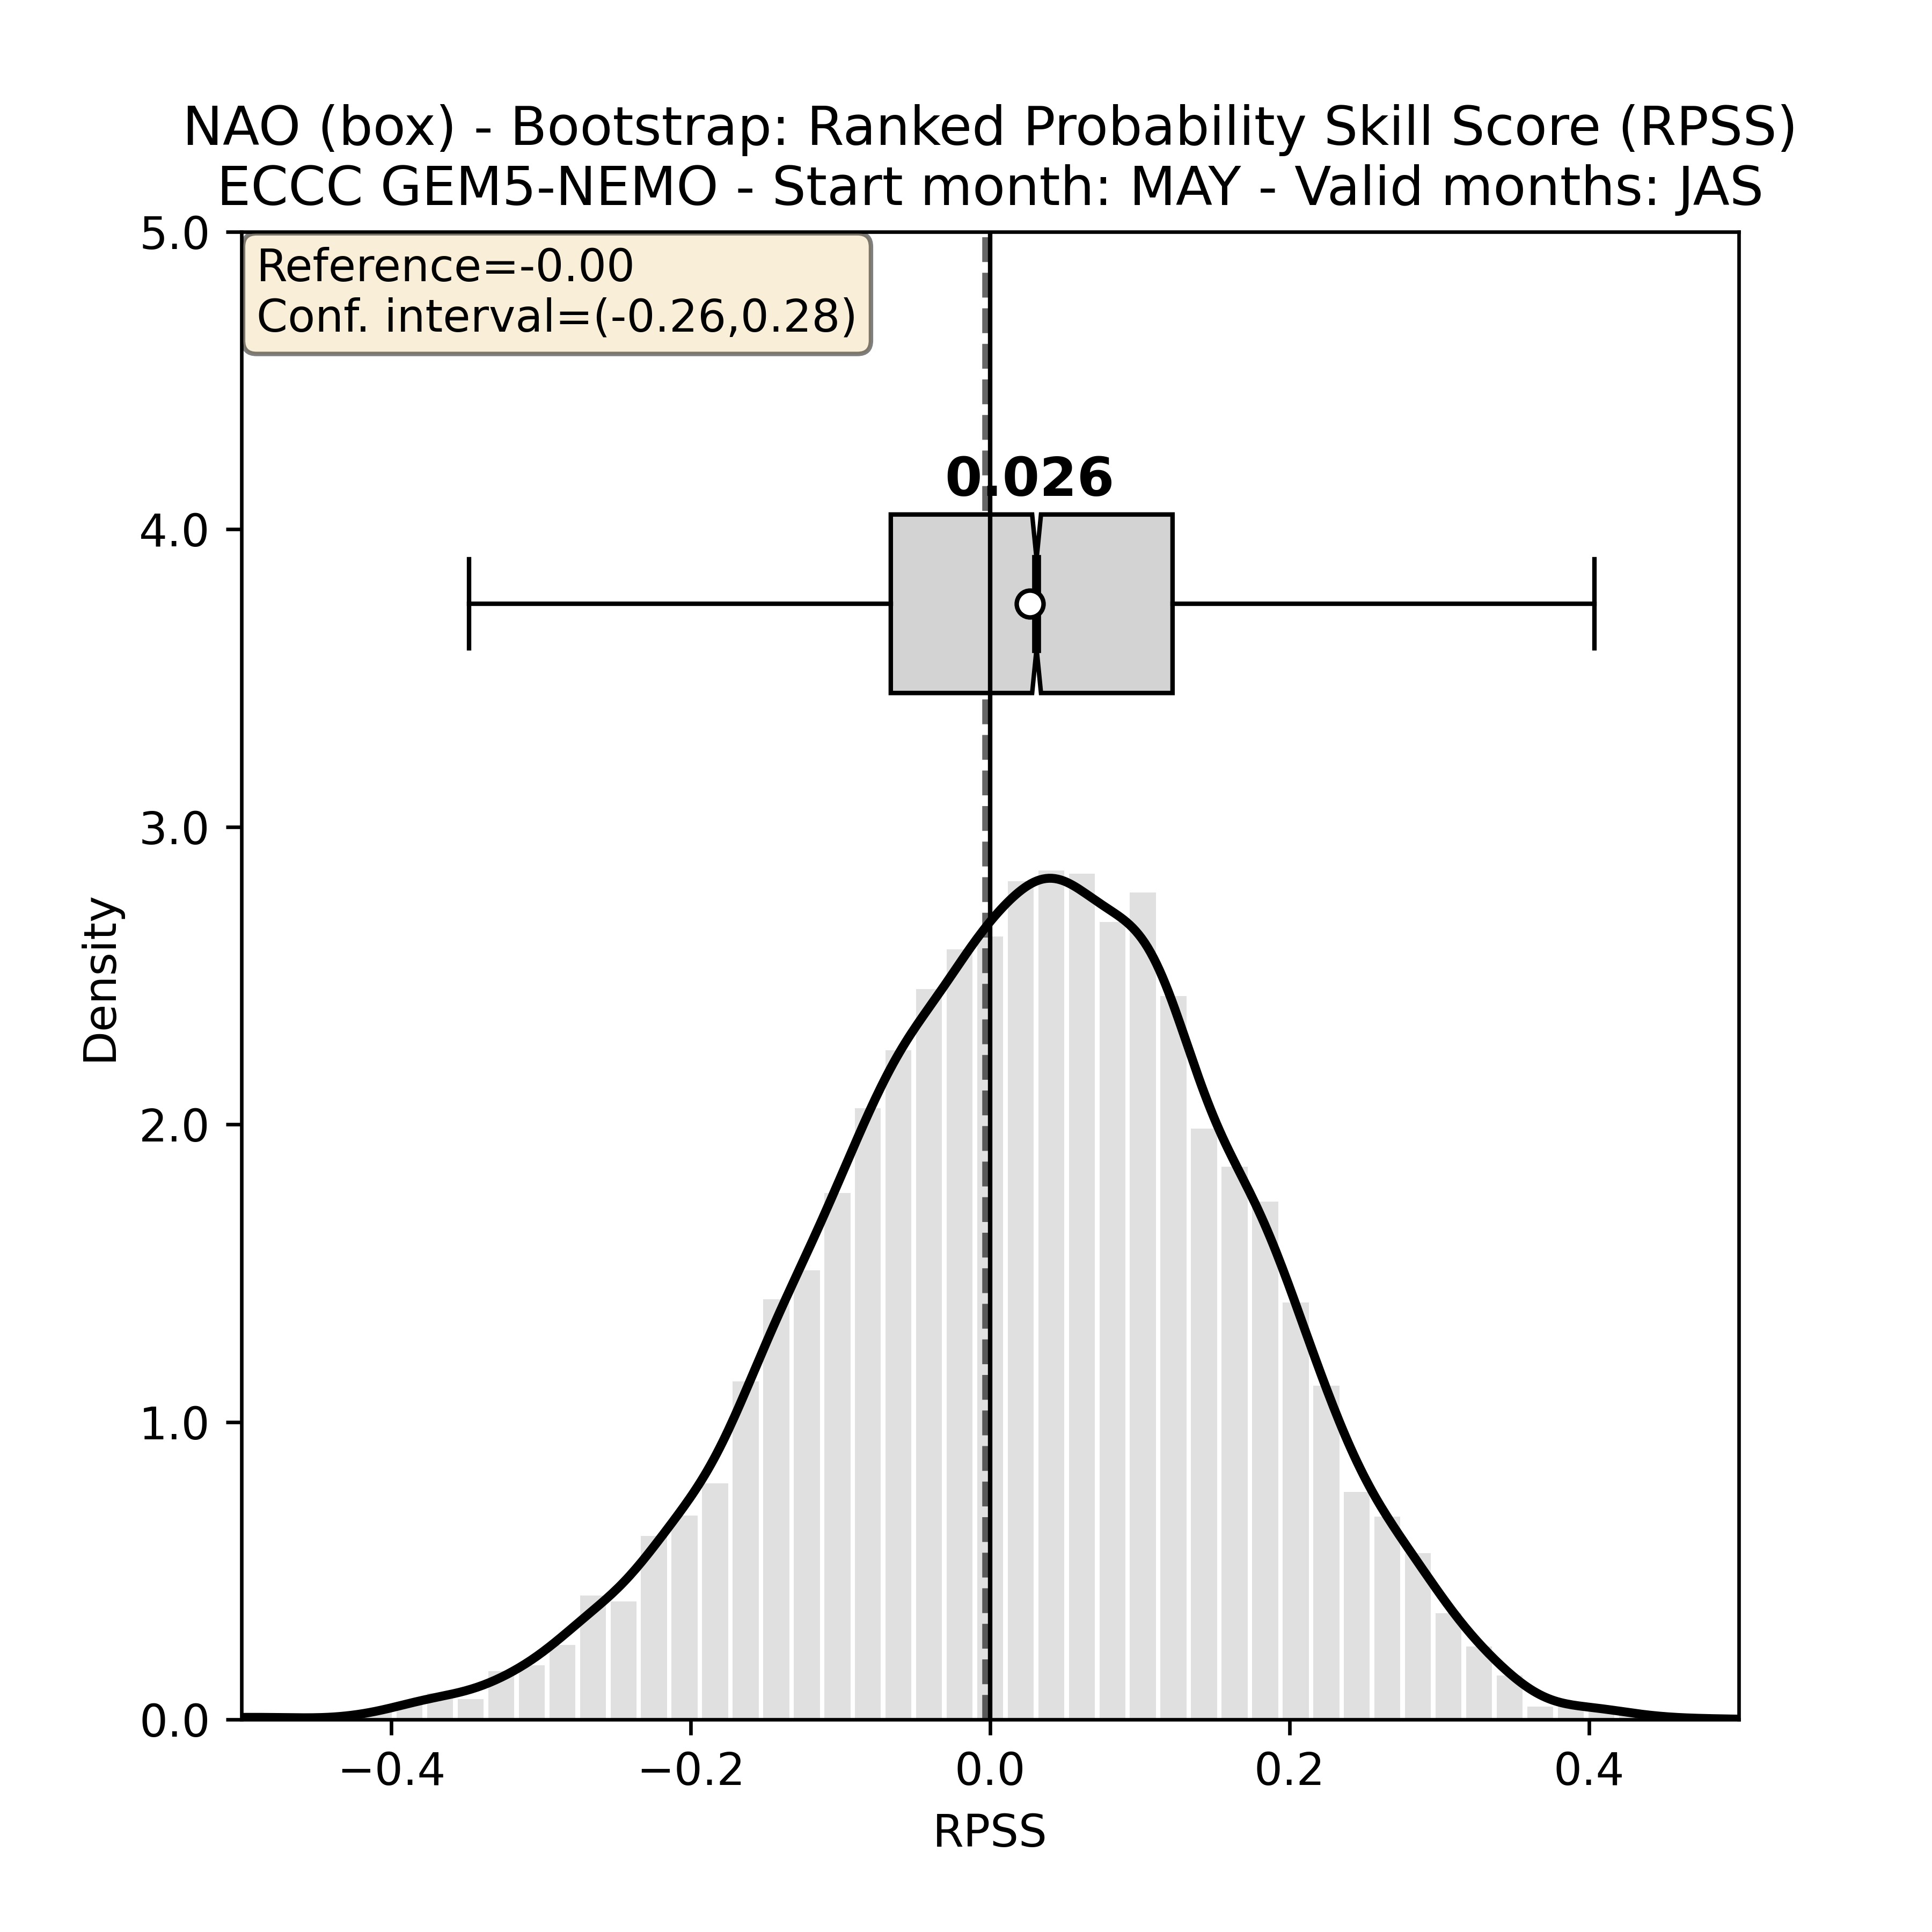 NAO (box) - Bootstrap: Ranked Probability Skill Score (RPSS)
ECCC GEM5-NEMO - Start month: MAY - Valid months: JAS
Reference=-0.00
Conf. interval=(-0.26,0.28)
0.026
5.0
4.0
3.0
2.0
1.0
0.0
Density
−0.4 −0.2 0.0 0.2 0.4
RPSS